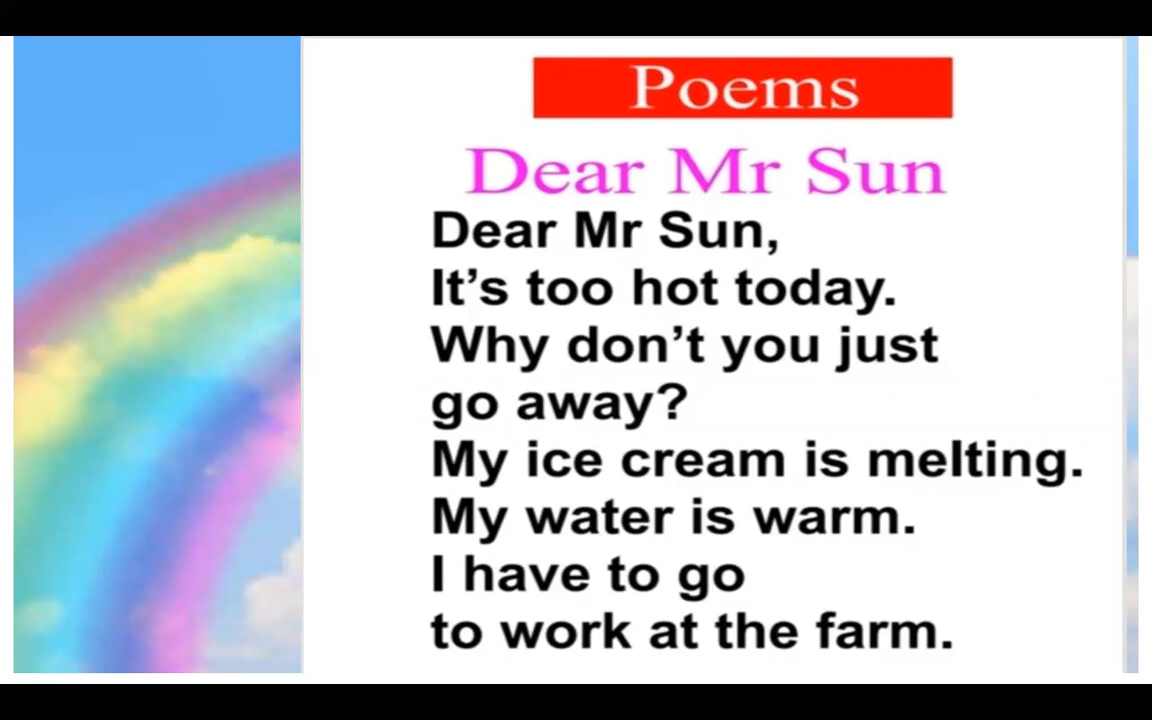 Poems
Dear Mr Sun
Dear Mr Sun,
It’s too hot today.
Why don’t you just
go away?
My ice cream is melting.
My water is warm.
I have to go
to work at the farm.